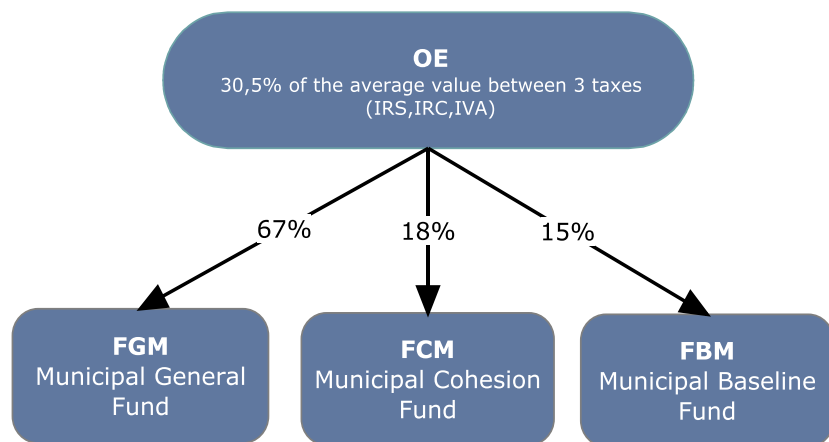 OE
30,5% of the average value between 3 taxes
(IRS,IRC,IVA)
67%
18%
15%
FGM
Municipal General
Fund
FCM
Municipal Cohesion
Fund
FBM
Municipal Baseline
Fund